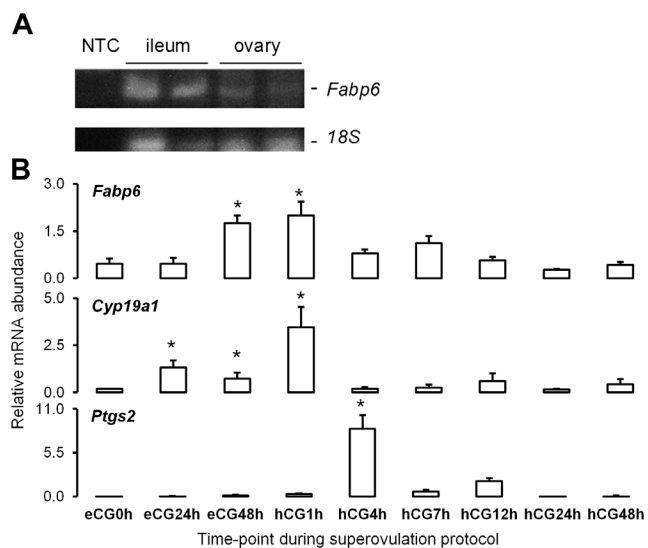 A
NTC ileum ovary
- Fabp6
- 18S
B
Relative mRNA abundance
Fabp6
3.0
1.5
0.0
* *
Cyp19a1
5.0
2.5
0.0
* * *
Ptgs2
11.0
5.5
0.0
*
eCG0h eCG24h eCG48h hCG1h hCG4h hCG7h hCG12h hCG24h hCG48h
Time-point during superovulation protocol